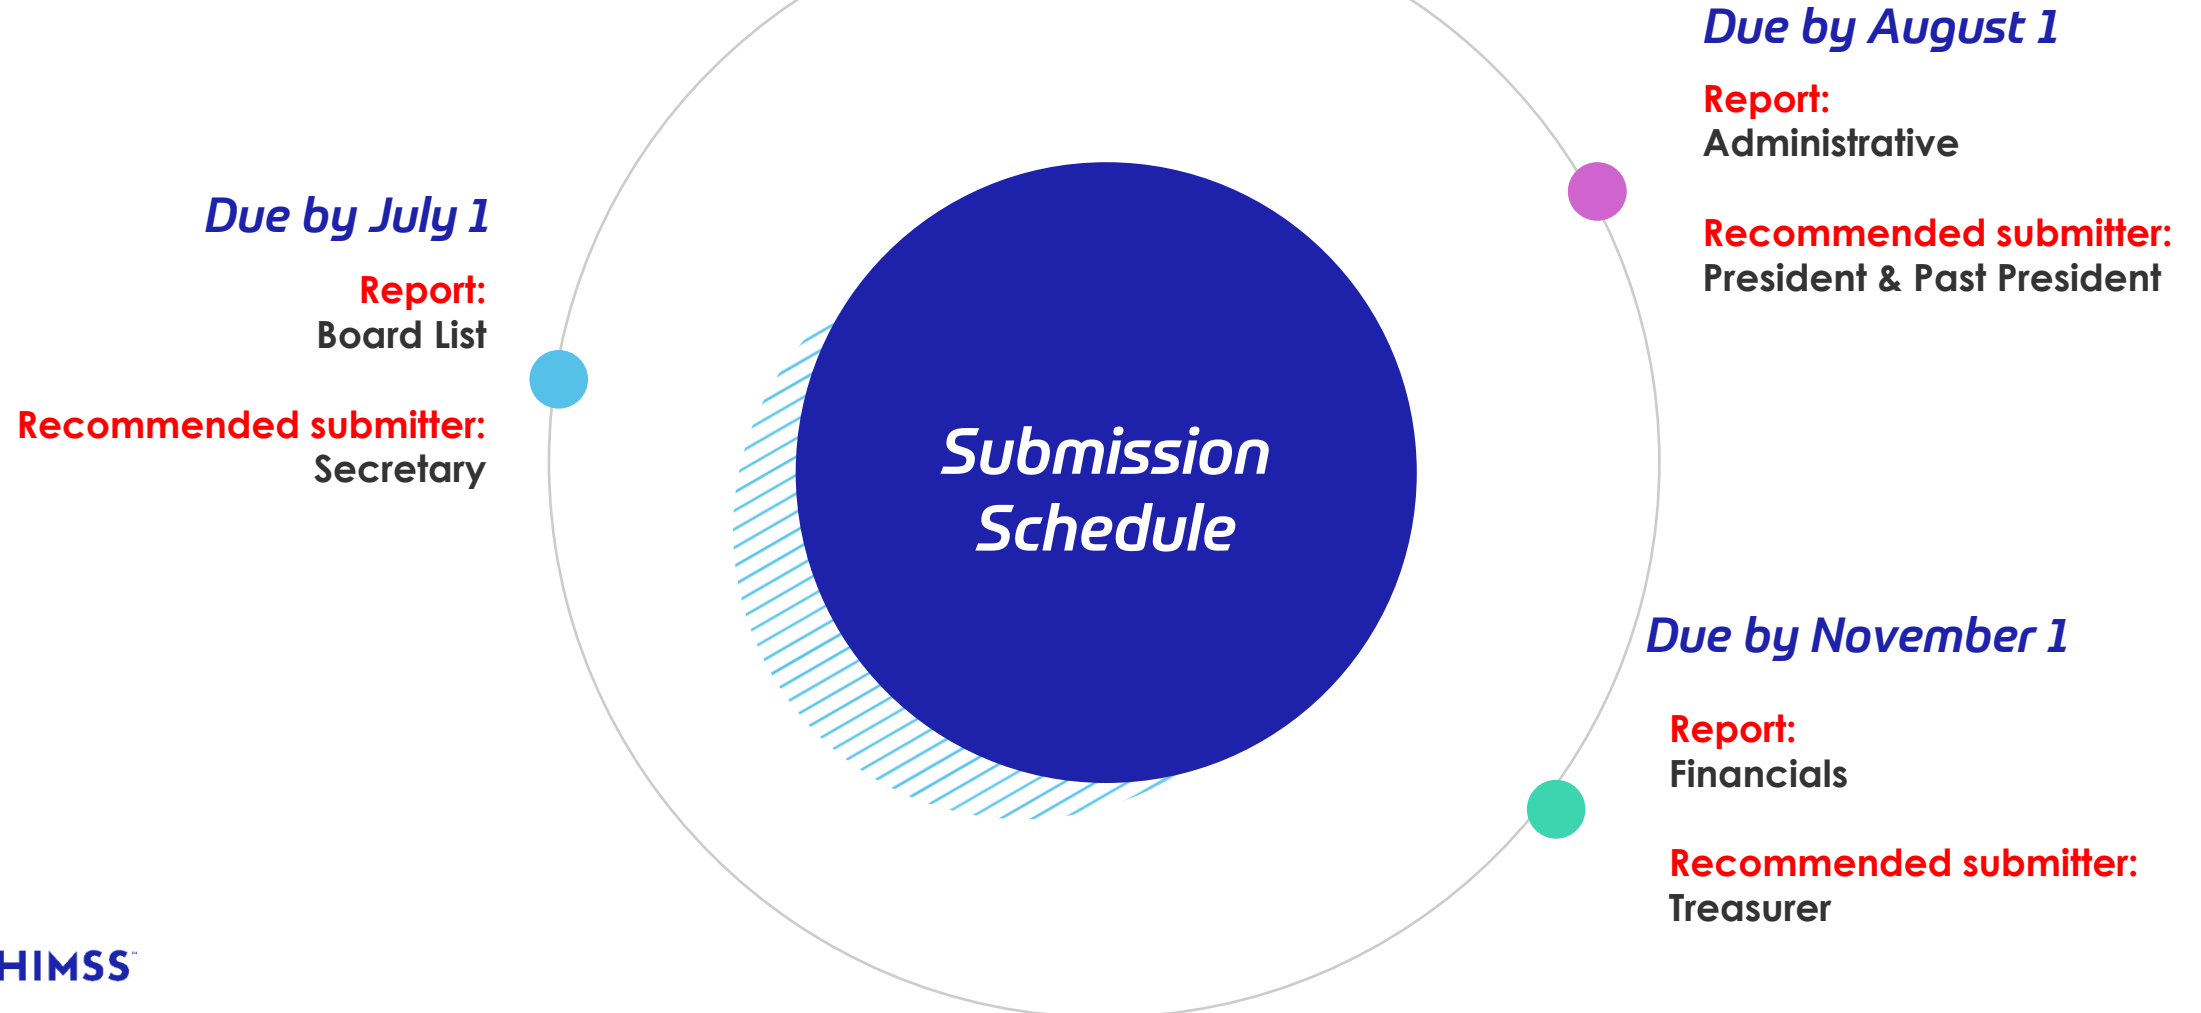 Due by July 1
Report:
Board List
Recommended submitter:
Secretary
Submission
Schedule
Due by August 1
Report:
Administrative
Recommended submitter:
President & Past President
Due by November 1
Report:
Financials
Recommended submitter:
Treasurer
HIMSS™